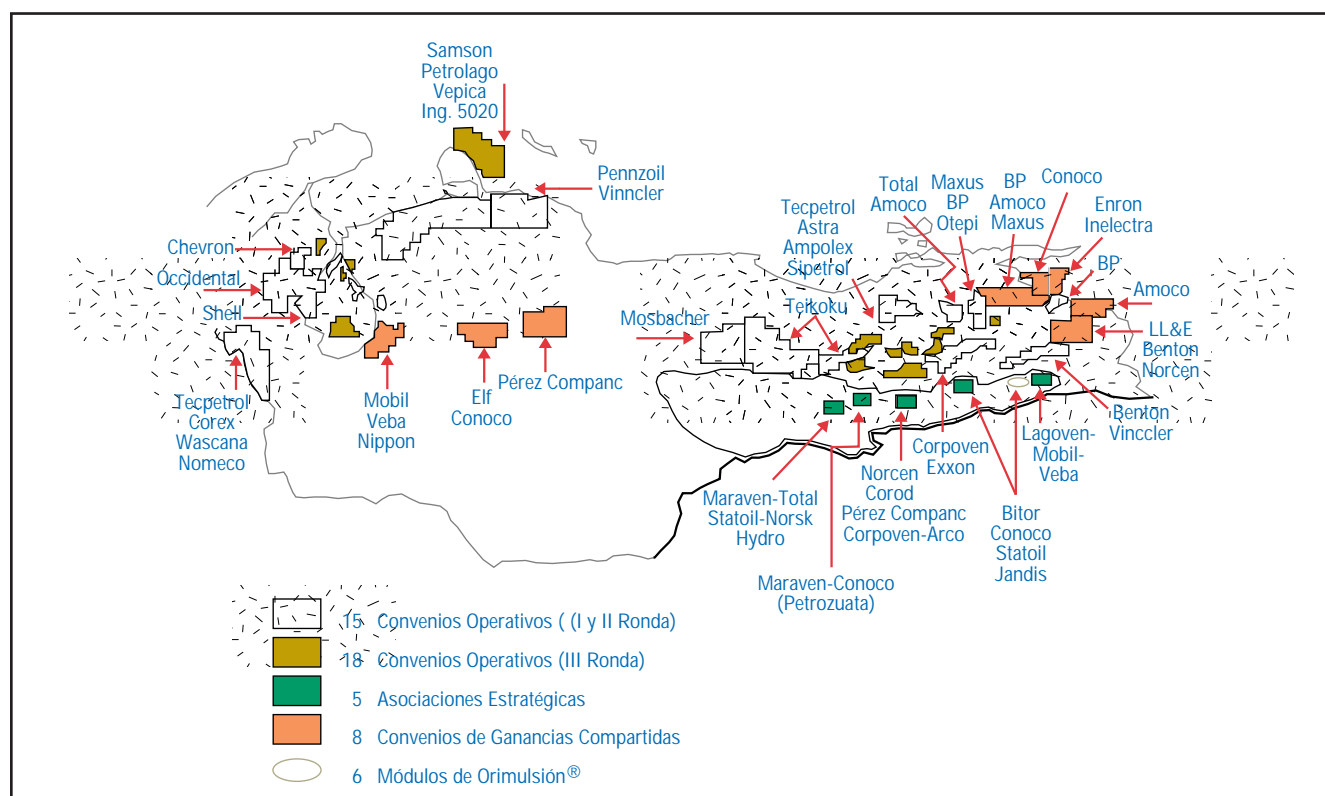 Samson
Petrolago
Vepica
Ing. 5020
Pennzoil
Vinncler
Chevron
Occidental
Shell
Tecpetrol
Corex
Wascana
Nomeco
Mobil
Veba
Nippon
Elf
Conoco
Pérez Companc
Mosbacher
Teikoku
Tecpetrol
Astra
Ampolex
Sipetrol
Total
Amoco
Maxus
BP
Otepi
BP
Amoco
Maxus
Conoco
Enron
Inelectra
BP
Amoco
LL&E
Benton
Norcen
Benton
Vinccler
Lagoven-
Mobil-
Veba
Bitor
Conoco
Statoil
Jandis
Corpoven
Exxon
Norcen
Corod
Pérez Companc
Corpoven-Arco
Maraven-Total
Statoil-Norsk
Hydro
Maraven-Conoco
(Petrozuata)
15 Convenios Operativos ( (I y II Ronda)
18 Convenios Operativos (III Ronda)
5 Asociaciones Estratégicas
8 Convenios de Ganancias Compartidas
6 Módulos de Orimulsión®